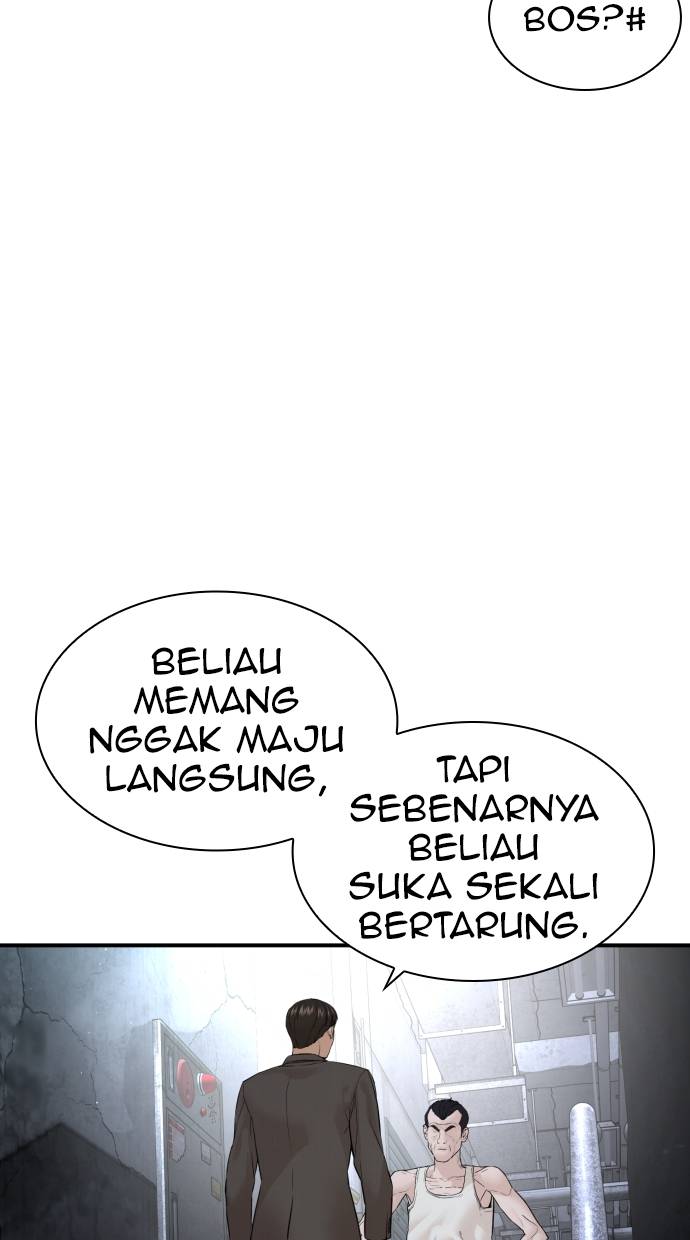 BOS?#
BELIAU
MEMANG
NGGAK MAJU
LANGSUNG,
TAPI
SEBENARNYA
BELIAU
SUKA SEKALI
BERTARUNG.